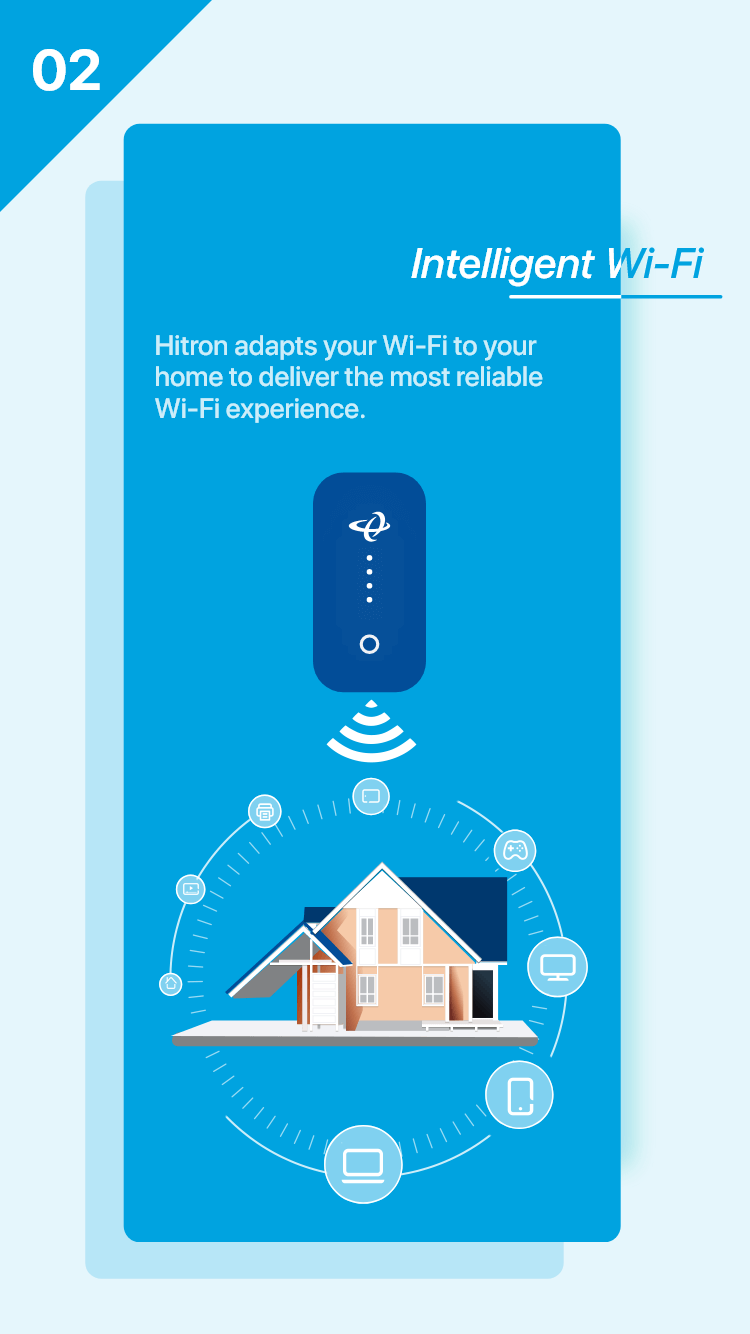 02
Intelligent Wi-Fi
Hitron adapts your Wi-Fi to your
home to deliver the most reliable
Wi-Fi experience.